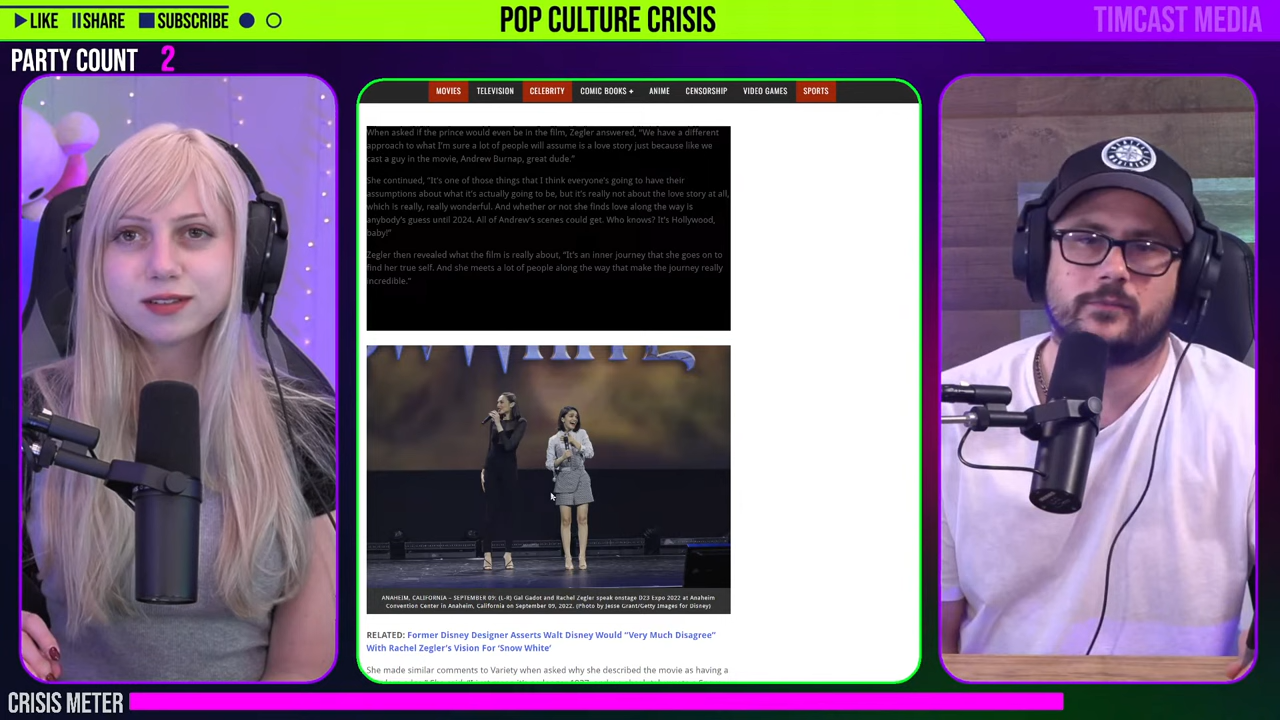 LIKE SHARE SUBSCRIBE
POP CULTURE CRISIS
TIMCAST MEDIA
PARTY COUNT 2
MOVIES TELEVISION CELEBRITY COMIC BOOKS + ANIME CENSORSHIP VIDEO GAMES SPORTS
When asked if the prince would even be in the film, Zegler answered, “We have a different
approach to what I’m sure a lot of people will assume is a love story just because like we
cast a guy in the movie, Andrew Burnap, great dude.”
She continued, “It’s one of those things that I think everyone’s going to have their
assumptions about what it’s actually going to be, but it’s really not about the love story at all,
which is really, really wonderful. And whether or not she finds love along the way is
anybody’s guess until 2024. All of Andrew’s scenes could get. Who knows? It’s Hollywood,
baby!”
Zegler then revealed what the film is really about, “It’s an inner journey that she goes on to
find her true self. And she meets a lot of people along the way that make the journey really
incredible.”
ANAHEIM, CALIFORNIA – SEPTEMBER 09: (L-R) Gal Gadot and Rachel Zegler speak onstage D23 Expo 2022 at Anaheim
Convention Center in Anaheim, California on September 09, 2022. (Photo by Jesse Grant/Getty Images for Disney)
RELATED: Former Disney Designer Asserts Walt Disney Would “Very Much Disagree”
With Rachel Zegler’s Vision For ‘Snow White’
She made similar comments to Variety when asked why she described the movie as having a
CRISIS METER